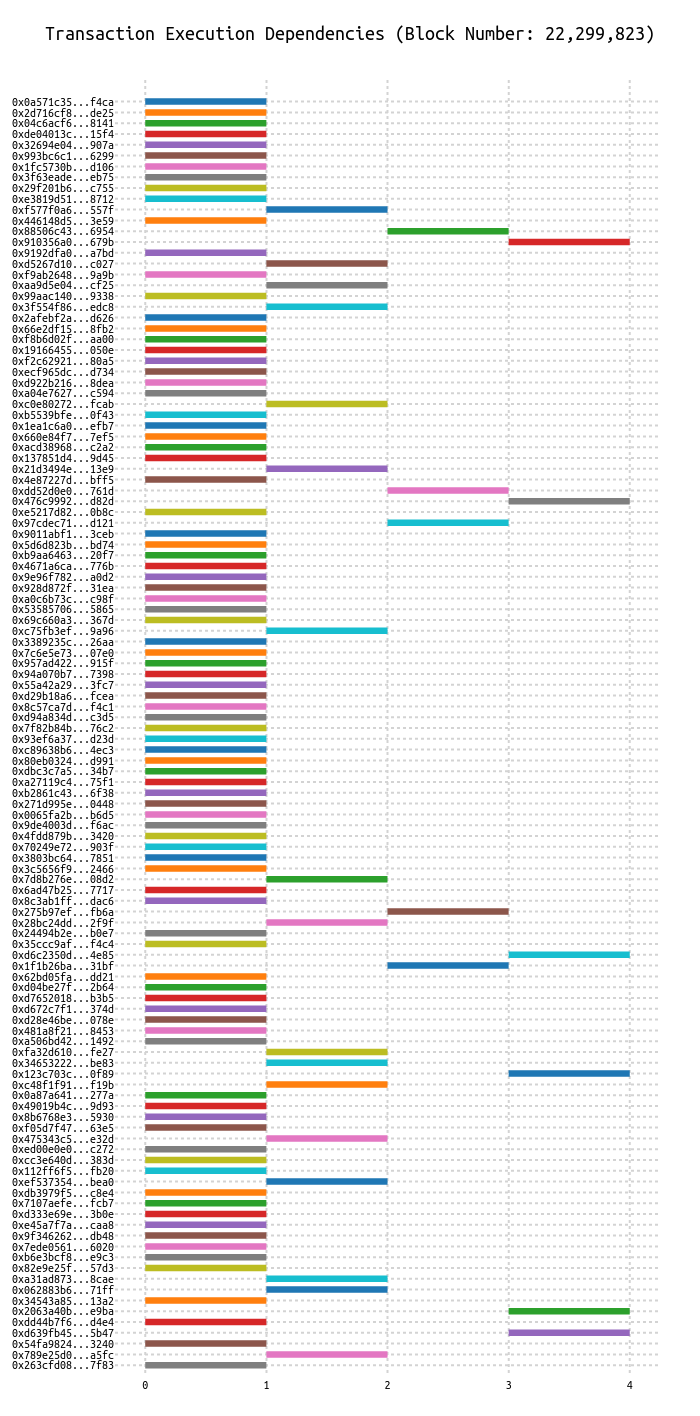 Transaction Execution Dependencies (Block Number: 22,299,823)
0x0a571c35...f4ca
0x2d716cf8...de25
0x04c6acf6...8141
0xde04013c...15f4
0x32694e04...907a
0x993bc6c1...6299
0x1fc5730b...d106
0x3f63eade...eb75
0x29f201b6...c755
0xe3819d51...8712
0xf577f0a6...557f
0x446148d5...3e59
0x88506c43...6954
0x910356a0...679b
0x9192dfa0...a7bd
0xd5267d10...c027
0xf9ab2648...9a9b
0xaa9d5e04...cf25
0x99aac140...9338
0x3f554f86...edc8
0x2afebf2a...d626
0x66e2df15...8fb2
0xf8b6d02f...aa00
0x19166455...050e
0xf2c62921...80a5
0xecf965dc...d734
0xd922b216...8dea
0xa04e7627...c594
0xc0e80272...fcab
0xb5539bfe...0f43
0x1ea1c6a0...efb7
0x660e84f7...7ef5
0xacd38968...c2a2
0x137851d4...9d45
0x21d3494e...13e9
0x4e87227d...bff5
0xdd52d0e0...761d
0x476c9992...d82d
0xe5217d82...0b8c
0x97cdec71...d121
0x9011abf1...3ceb
0x5d6d823b...bd74
0xb9aa6463...20f7
0x4671a6ca...776b
0x9e96f782...a0d2
0x928d872f...31ea
0xa0c6b73c...c98f
0x53585706...5865
0x69c660a3...367d
0xc75fb3ef...9a96
0x3389235c...26aa
0x7c6e5e73...07e0
0x957ad422...915f
0x94a070b7...7398
0x55a42a29...3fc7
0xd29b18a6...fcea
0x8c57ca7d...f4c1
0xd94a834d...c3d5
0x7f82b84b...76c2
0x93ef6a37...d23d
0xc89638b6...4ec3
0x80eb0324...d991
0xdbc3c7a5...34b7
0xa27119c4...75f1
0xb2861c43...6f38
0x271d995e...0448
0x0065fa2b...b6d5
0x9de4003d...f6ac
0x4fdd879b...3420
0x70249e72...903f
0x3803bc64...7851
0x3c5656f9...2466
0x7d8b276e...08d2
0x6ad47b25...7717
0x8c3ab1ff...dac6
0x275b97ef...fb6a
0x28bc24dd...2f9f
0x24494b2e...b0e7
0x35ccc9af...f4c4
0xd6c2350d...4e85
0x1f1b26ba...31bf
0x62bd05fa...dd21
0xd04be27f...2b64
0xd7652018...b3b5
0xd672c7f1...374d
0xd28e46be...078e
0x481a8f21...8453
0xa506bd42...1492
0xfa32d610...fe27
0x34653222...be83
0x123c703c...0f89
0xc48f1f91...f19b
0x0a87a641...277a
0x49019b4c...9d93
0x8b6768e3...5930
0xf05d7f47...63e5
0x475343c5...e32d
0xed00e0e0...c272
0xcc3e640d...383d
0x112ff6f5...fb20
0xef537354...bea0
0xdb3979f5...c8e4
0x7107aefe...fcb7
0xd333e69e...3b0e
0xe45a7f7a...caa8
0x9f346262...db48
0x7ede0561...6020
0xb6e3bcf8...e9c3
0x82e9e25f...57d3
0xa31ad873...8cae
0x062883b6...71ff
0x34543a85...13a2
0x2063a40b...e9ba
0xdd44b7f6...d4e4
0xd639fb45...5b47
0x54fa9824...3240
0x789e25d0...a5fc
0x263cfd08...7f83
0 1 2 3 4